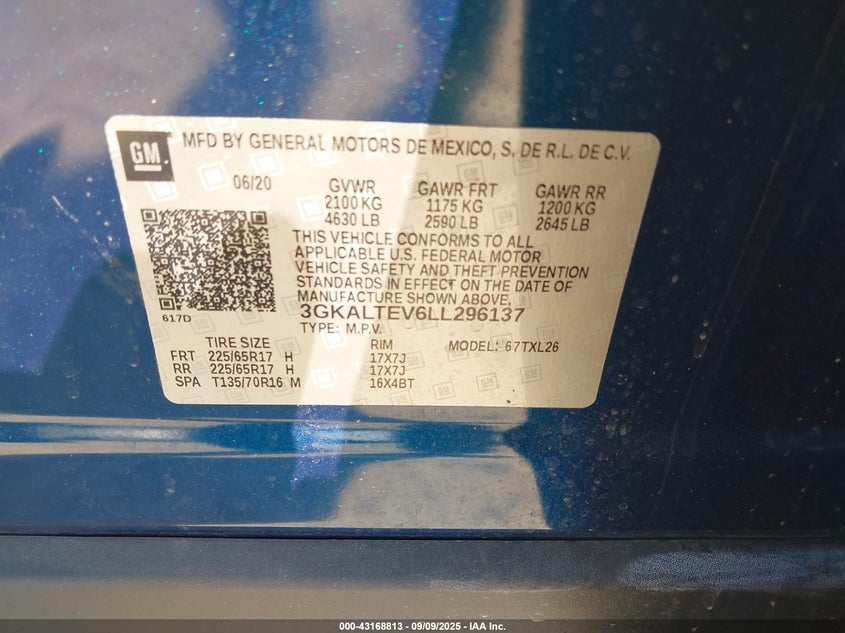 GM
MFD BY GENERAL MOTORS DE MEXICO, S. DE R.L. DE C.V.
06/20 GVWR GAWR FRT GAWR RR
2100 KG 1175 KG 1200 KG
4630 LB 2590 LB 2645 LB
THIS VEHICLE CONFORMS TO ALL
APPLICABLE U.S. FEDERAL MOTOR
VEHICLE SAFETY AND THEFT PREVENTION
STANDARDS IN EFFECT ON THE DATE OF
MANUFACTURE SHOWN ABOVE.
617D
3GKALTEV6LL296137
TYPE: M.P.V.
TIRE SIZE RIM MODEL: 67TXL26
FRT 225/65R17 H 17X7J
RR 225/65R17 H 17X7J
SPA T135/70R16 M 16X4BT
000-43168813 - 09/09/2025 - IAA Inc.